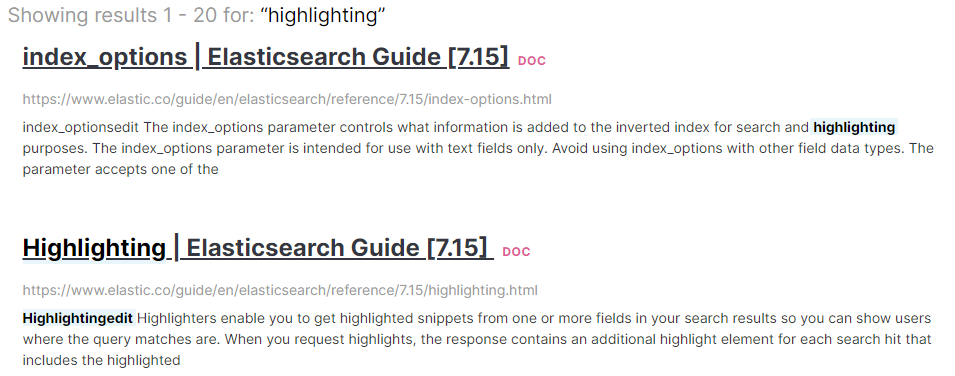 Showing results 1 - 20 for: “highlighting”
index_options | Elasticsearch Guide [7.15] DOC
https://www.elastic.co/guide/en/elasticsearch/reference/7.15/index-options.html
index_optionsedit The index_options parameter controls what information is added to the inverted index for search and highlighting
purposes. The index_options parameter is intended for use with text fields only. Avoid using index_options with other field data types. The
parameter accepts one of the
Highlighting | Elasticsearch Guide [7.15] DOC
https://www.elastic.co/guide/en/elasticsearch/reference/7.15/highlighting.html
Highlightingedit Highlighters enable you to get highlighted snippets from one or more fields in your search results so you can show users
where the query matches are. When you request highlights, the response contains an additional highlight element for each search hit that
includes the highlighted